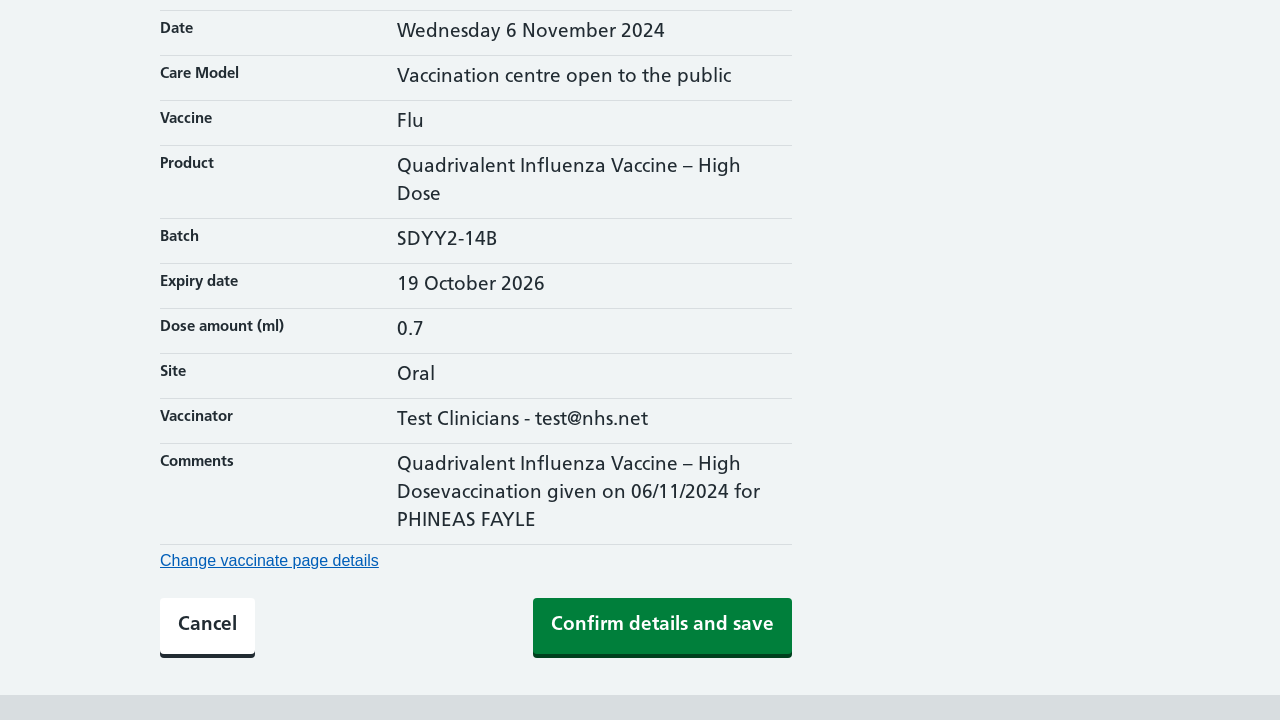 Date Wednesday 6 November 2024
Care Model Vaccination centre open to the public
Vaccine Flu
Product Quadrivalent Influenza Vaccine – High
Dose
Batch SDYY2-14B
Expiry date 19 October 2026
Dose amount (ml) 0.7
Site Oral
Vaccinator Test Clinicians - test@nhs.net
Comments Quadrivalent Influenza Vaccine – High
Dosevaccination given on 06/11/2024 for
PHINEAS FAYLE
Change vaccinate page details
Cancel Confirm details and save